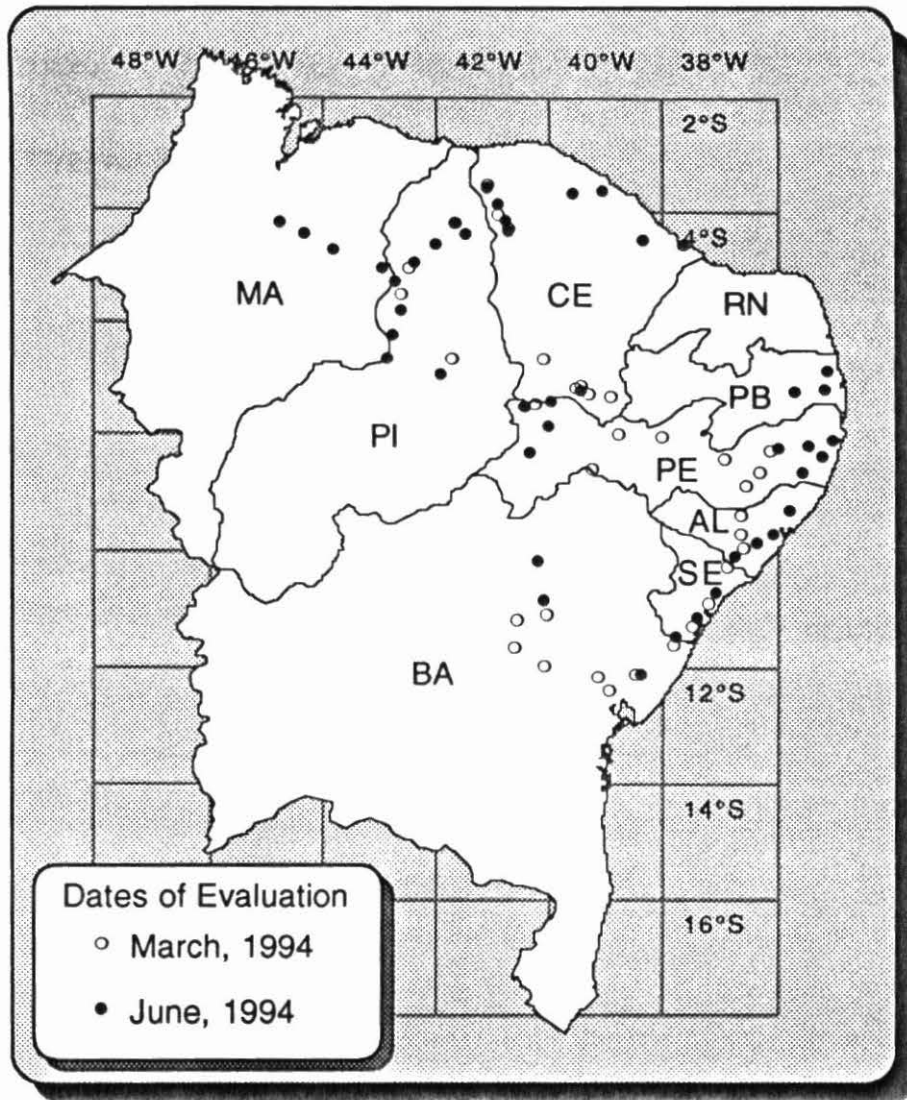 48°W 46°W 44°W 42°W 40°W 38°W
2°S
4°S
MA
CE
RN
PB
PI
PE
AL
SE
BA
12°S
14°S
16°S
Dates of Evaluation
March, 1994
June, 1994